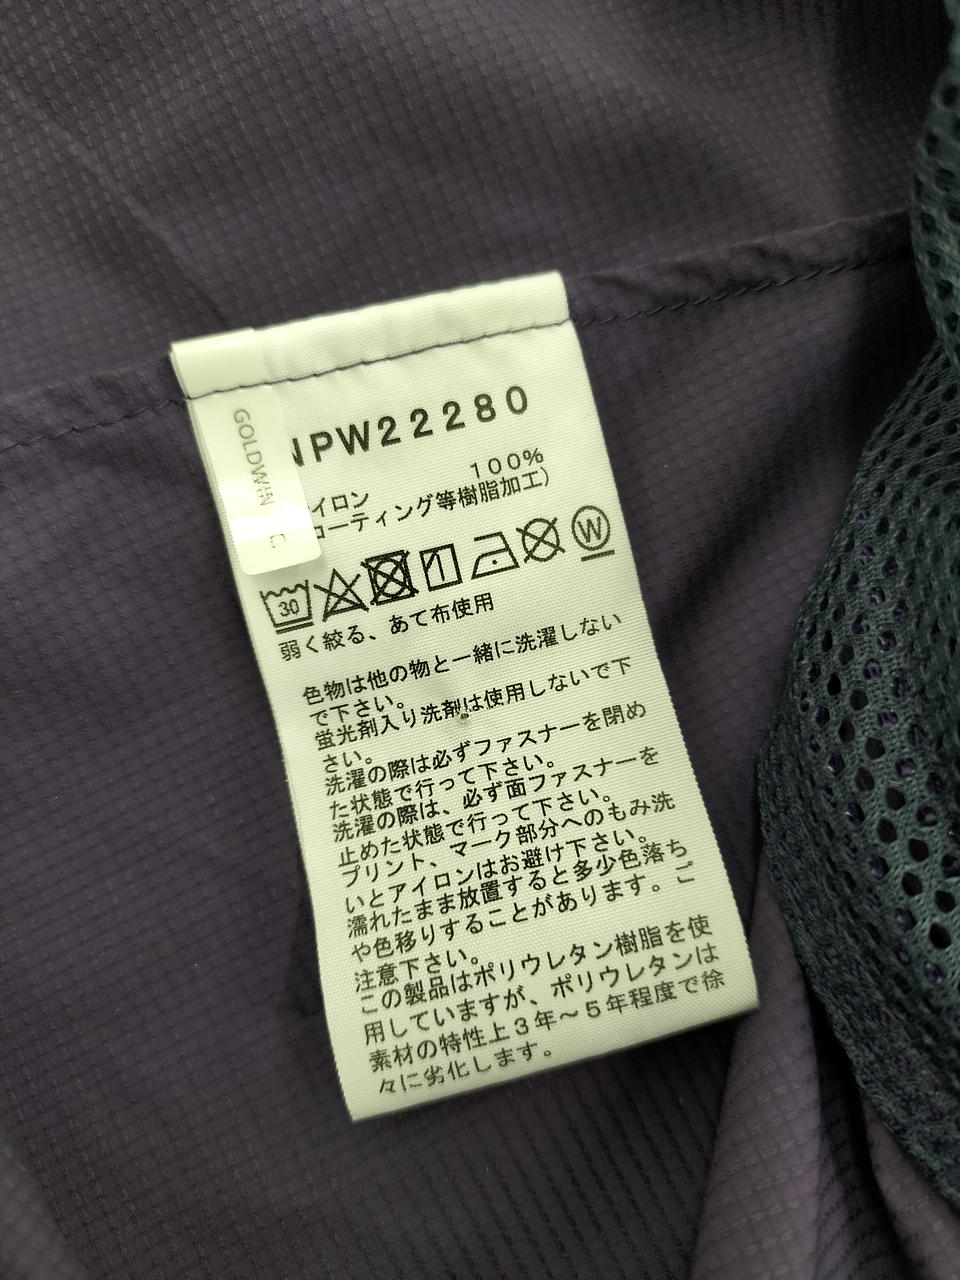 GOLDWIN
NPW22280
イロン 100%
コーティング等樹脂加工)
30
W
弱く絞る、あて布使用
色物は他の物と一緒に洗濯しない
で下さい。
蛍光剤入り洗剤は使用しないで下
さい。
洗濯の際は必ずファスナーを閉め
た状態で行って下さい。
洗濯の際は、必ず面ファスナーを
止めた状態で行って下さい。
プリント、マーク部分へのもみ洗
いとアイロンはお避け下さい。
濡れたまま放置すると多少色落ち
や色移りすることがあります。ご
注意下さい。
この製品はポリウレタン樹脂を使
用していますが、ポリウレタンは
素材の特性上3年~5年程度で徐
々に劣化します。